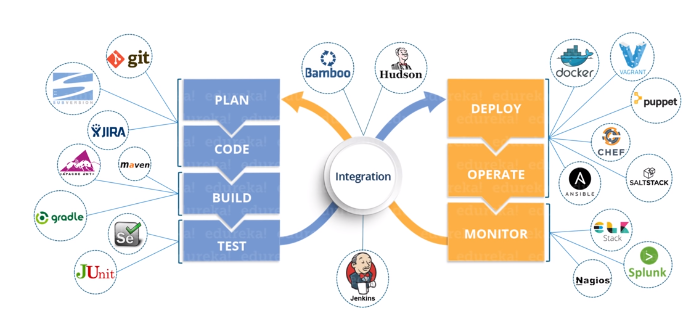 git
SUBVERSION
JIRA
APACHE ANT
maven
gradle
Se
JUnit
PLAN
CODE
BUILD
TEST
Bamboo
Hudson
Integration
Jenkins
DEPLOY
OPERATE
MONITOR
docker
VAGRANT
puppet
CHEF
ANSIBLE
SALTSTACK
ELK
Stack
Splunk
>
Nagios
edureka!